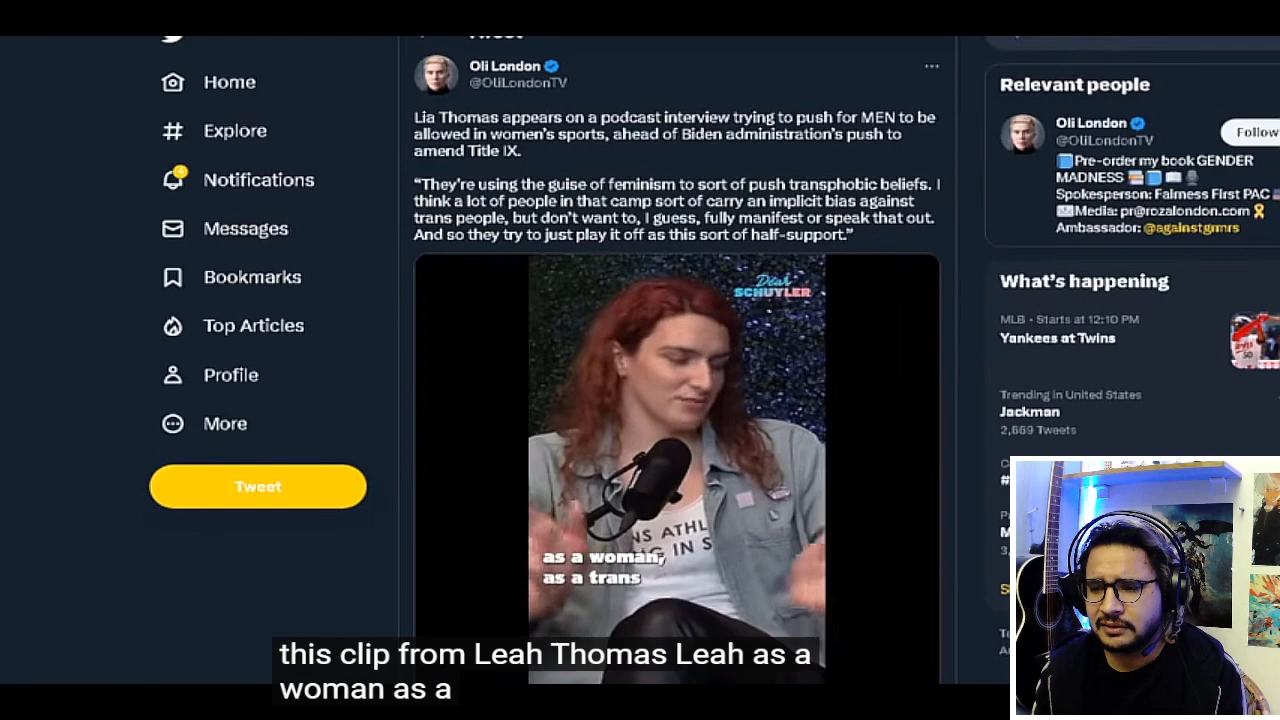 Home
Explore
Notifications
Messages
Bookmarks
Top Articles
Profile
More
Tweet
Tweet
Oli London
@OliLondonTV
Lia Thomas appears on a podcast interview trying to push for MEN to be
allowed in women's sports, ahead of Biden administration's push to
amend Title IX.
“They're using the guise of feminism to sort of push transphobic beliefs. I
think a lot of people in that camp sort of carry an implicit bias against
trans people, but don't want to, I guess, fully manifest or speak that out.
And so they try to just play it off as this sort of half-support.”
Dear
SCHUYLER
NS ATHL
IN S
as a woman,
as a trans
this clip from Leah Thomas Leah as a
woman as a
Relevant people
Oli London
@OliLondonTV
Follow
Pre-order my book GENDER
MADNESS
Spokesperson: Fairness First PAC
Media: pr@rozalondon.com
Ambassador: @againstgrmrs
What's happening
MLB • Starts at 12:10 PM
Yankees at Twins
Trending in United States
Jackman
2,669 Tweets